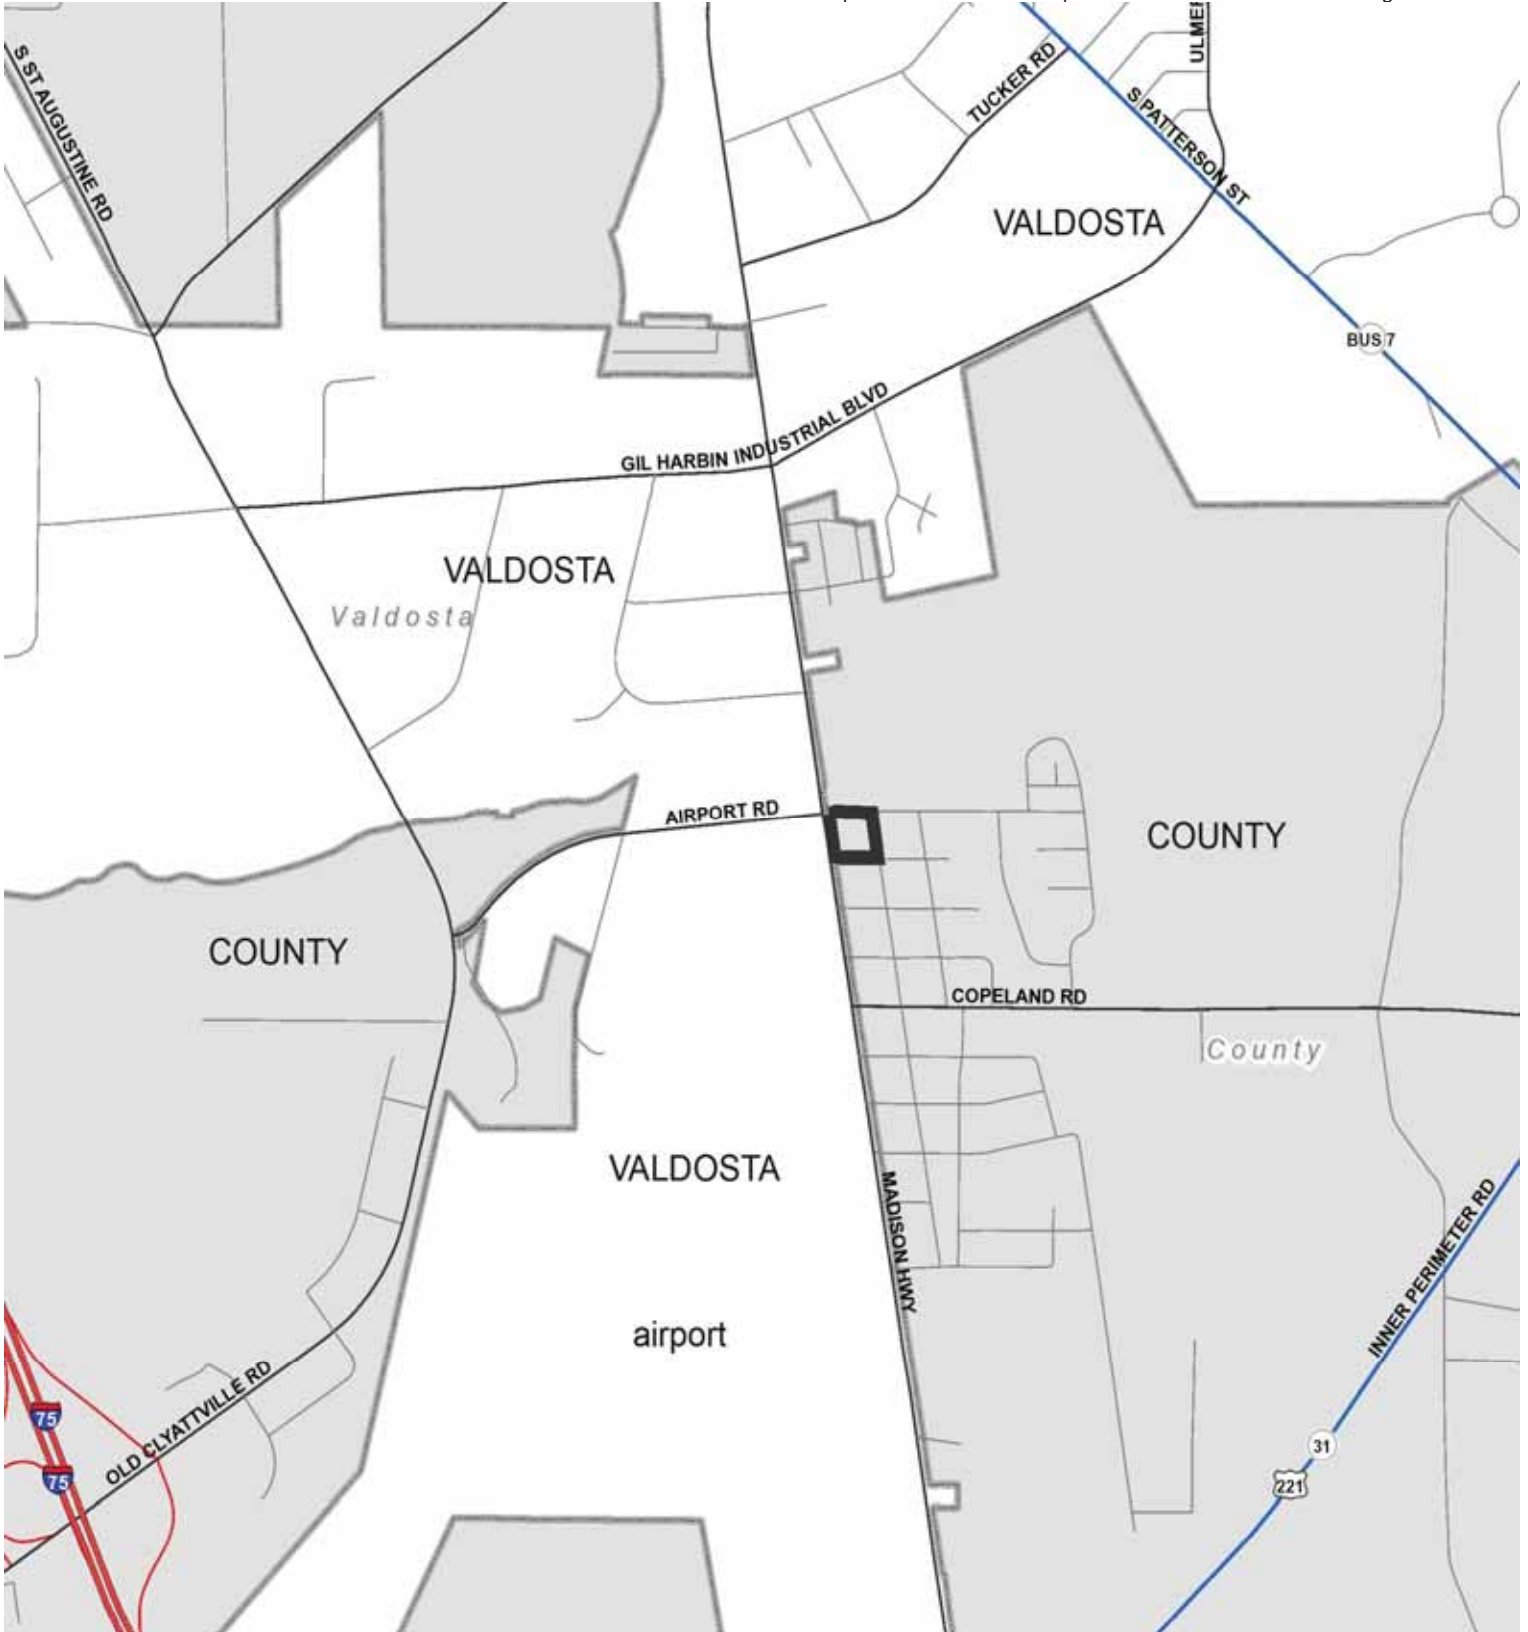 S ST AUGUSTINE RD
TUCKER RD
S PATTERSON ST
VALDOSTA
BUS 7
GIL HARBIN INDUSTRIAL BLVD
VALDOSTA
Valdosta
AIRPORT RD
COUNTY
COUNTY
COPELAND RD
County
VALDOSTA
MADISON HWY
airport
INNER PERIMETER RD
OLD CLYATTVILLE RD
75
75
31
221